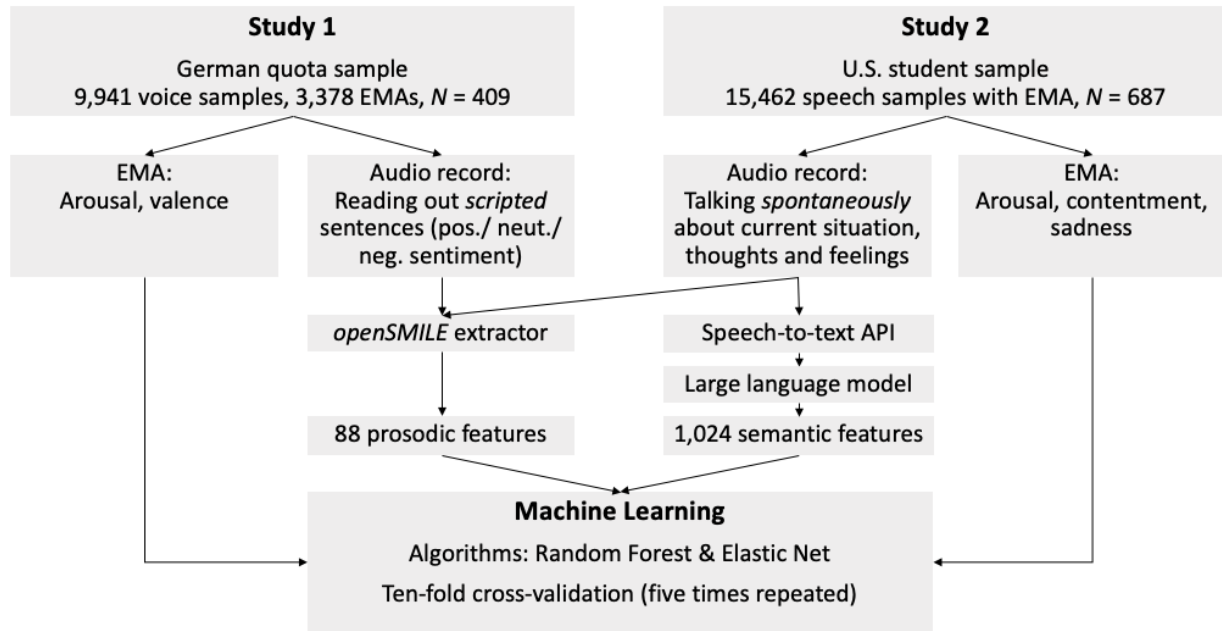 Study 1
German quota sample
9,941 voice samples, 3,378 EMAs, N = 409
Study 2
U.S. student sample
15,462 speech samples with EMA, N = 687
EMA:
Arousal, valence
Audio record:
Reading out scripted
sentences (pos./ neut./
neg. sentiment)
Audio record:
Talking spontaneously
about current situation,
thoughts and feelings
EMA:
Arousal, contentment,
sadness
openSMILE extractor
Speech-to-text API
Large language model
88 prosodic features
1,024 semantic features
Machine Learning
Algorithms: Random Forest & Elastic Net
Ten-fold cross-validation (five times repeated)